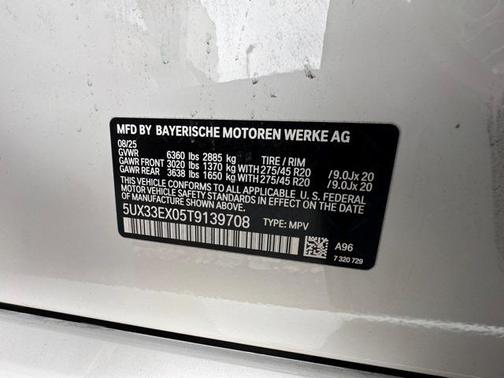 MFD BY BAYERISCHE MOTOREN WERKE AG
08/25
GVWR 6360 lbs 2885 kg TIRE / RIM
GAWR FRONT 3020 lbs 1370 kg WITH 275/45 R20 /9.0Jx 20
GAWR REAR 3638 lbs 1650 kg WITH 275/45 R20 /9.0Jx 20
THIS VEHICLE CONFORMS TO ALL APPLICABLE U.S. FEDERAL
MOTOR VEHICLE SAFETY STANDARDS IN EFFECT ON THE DATE
OF MANUFACTURE SHOWN ABOVE.
5UX33EX05T9139708 TYPE: MPV
A96
7 320 729